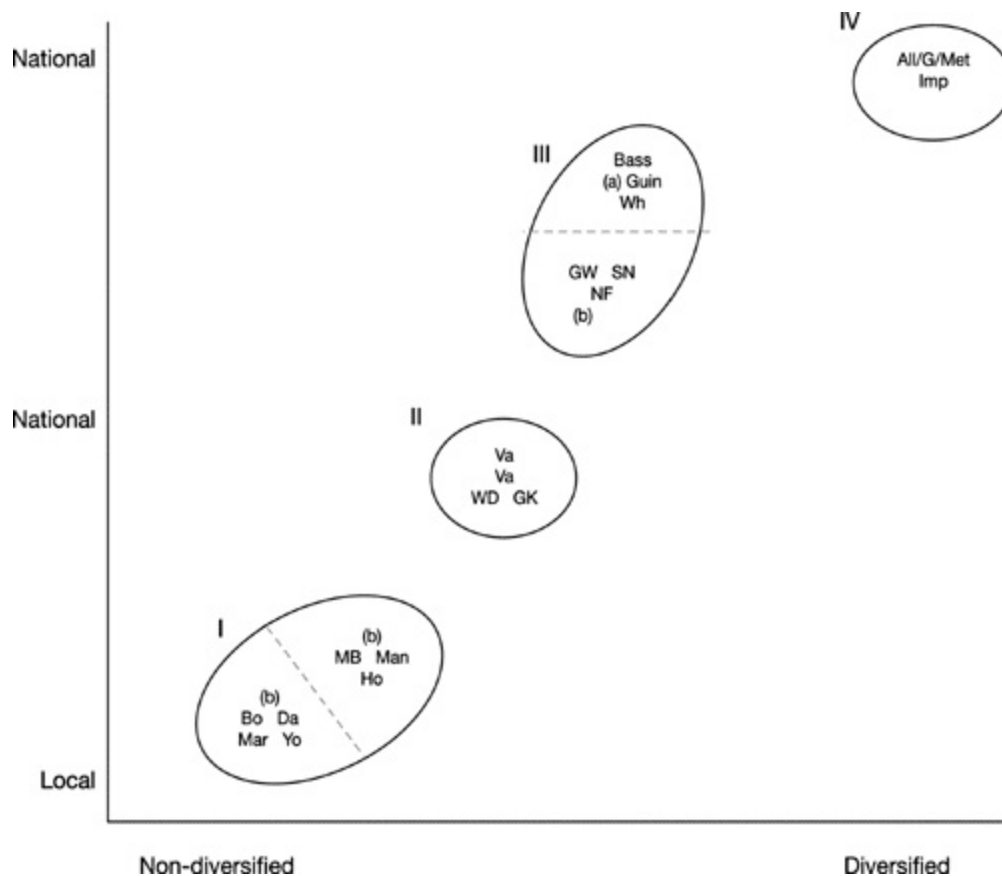 IV
National
All/G/Met
Imp
III
Bass
(a) Guin
Wh
GW SN
NF
(b)
National
II
Va
Va
WD GK
I
(b)
MB Man
Ho
(b)
Bo Da
Mar Yo
Local
Non-diversified
Diversified